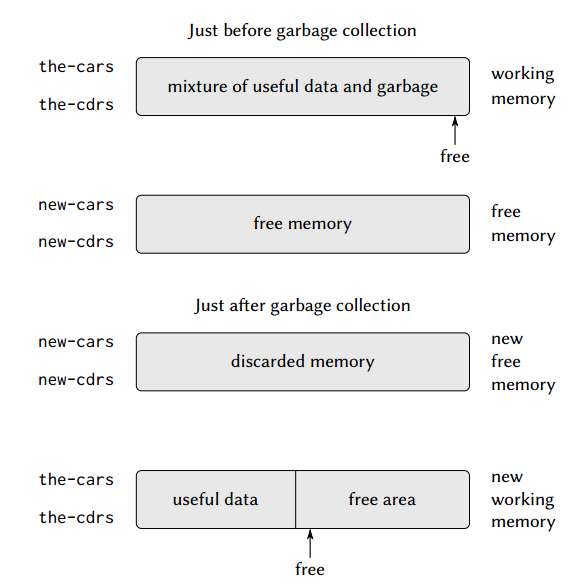 Just before garbage collection
the-cars
the-cdrs
mixture of useful data and garbage
working
memory
free
new-cars
new-cdrs
free memory
free
memory
Just after garbage collection
new-cars
new-cdrs
discarded memory
new
free
memory
the-cars
the-cdrs
useful data
free area
new
working
memory
free